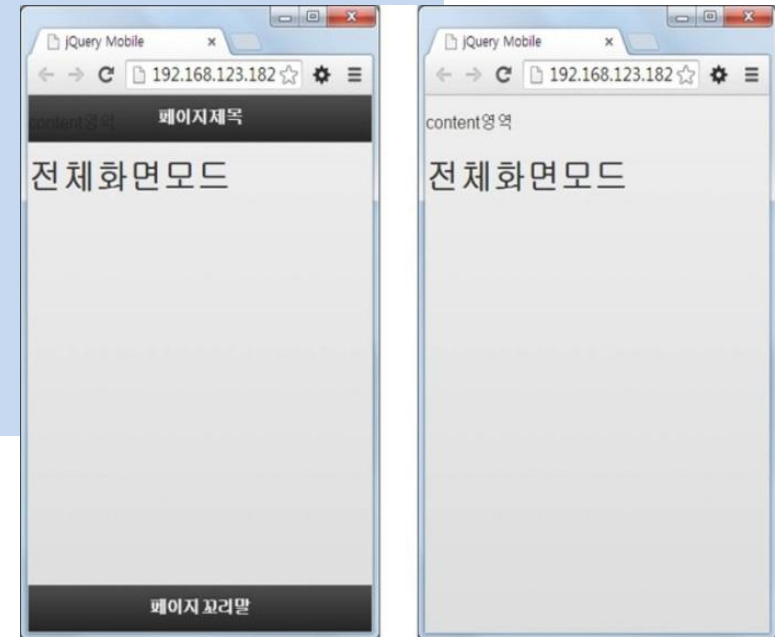 jQuery Mobile
192.168.123.182
페이지 제목
content영역
전체화면모드
페이지 꼬리말
jQuery Mobile
192.168.123.182
content영역
전체화면모드